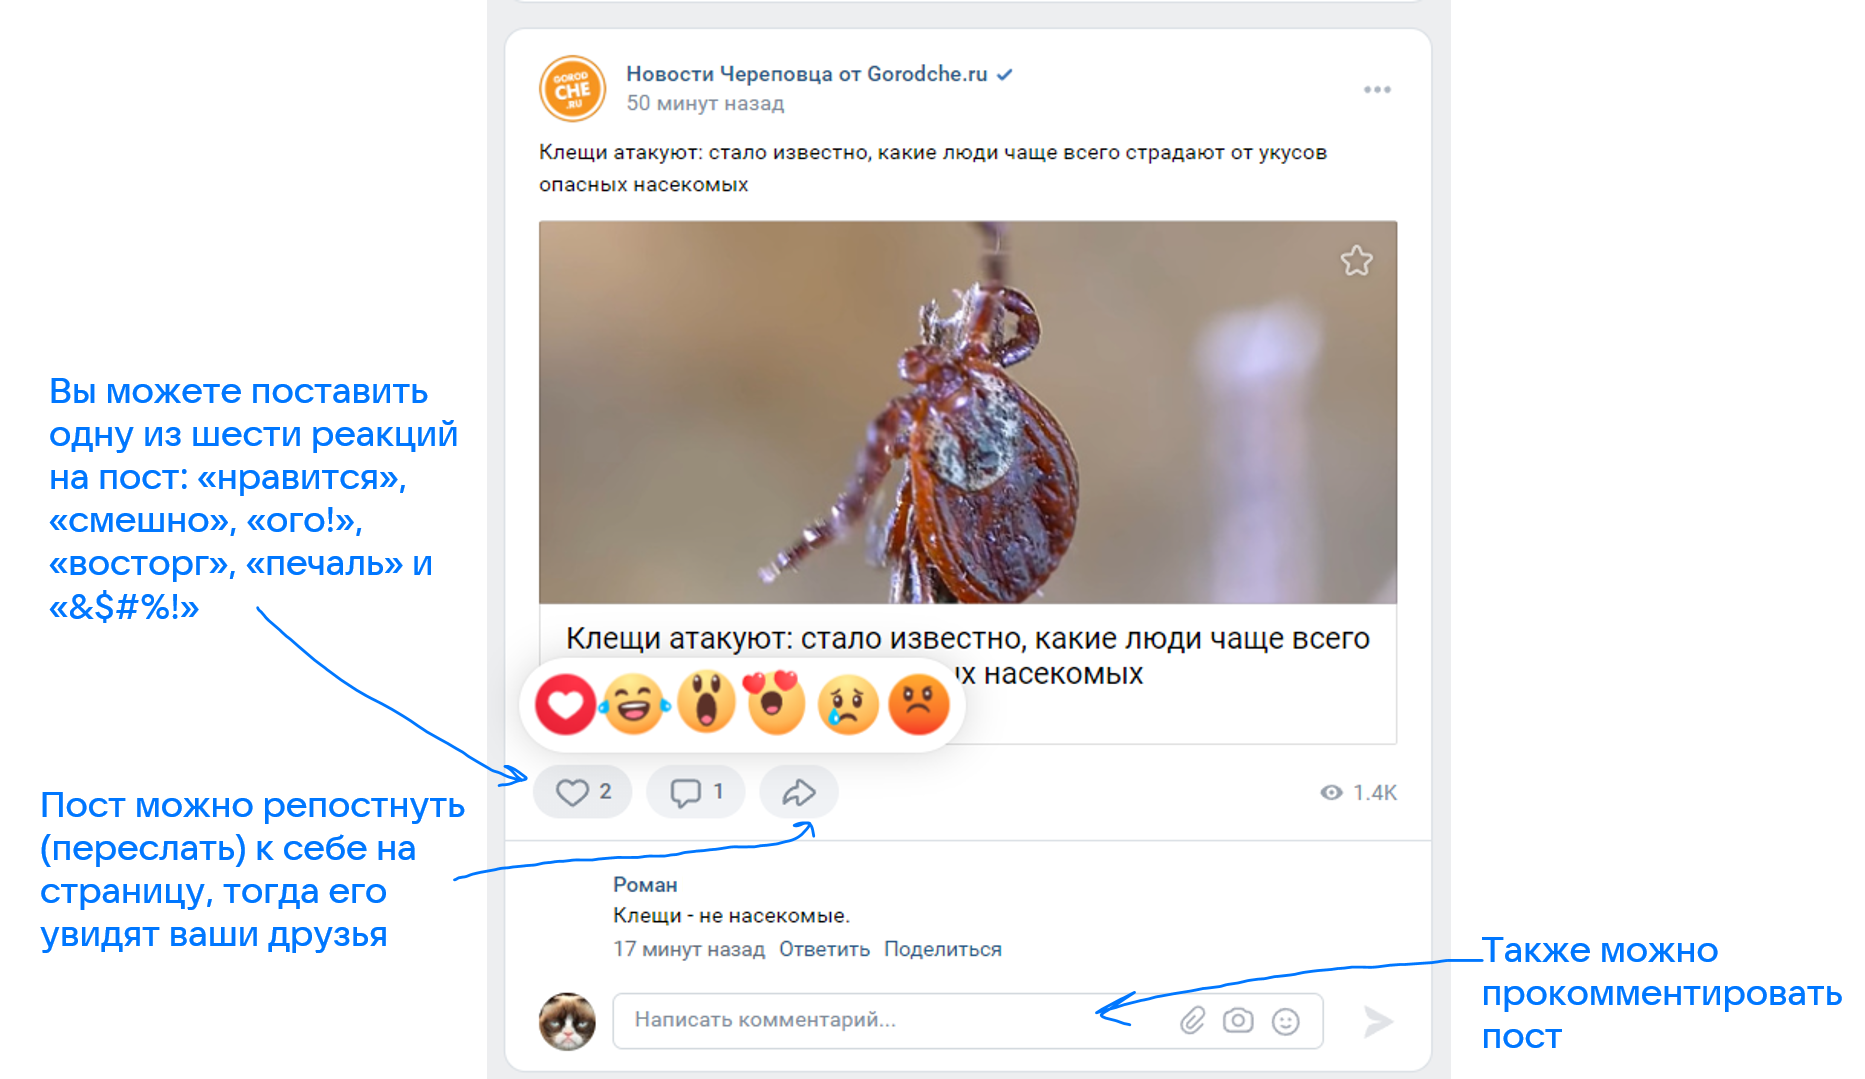 GOROD
CHE
.RU
Новости Череповца от Gorodche.ru
50 минут назад
Клещи атакуют: стало известно, какие люди чаще всего страдают от укусов
опасных насекомых
Клещи атакуют: стало известно, какие люди чаще всего
насекомых
2
1
1.4K
Роман
Клещи - не насекомые.
17 минут назад Ответить Поделиться
Написать комментарий...
Вы можете поставить
одну из шести реакций
на пост: «нравится»,
«смешно», «ого!»,
«восторг», «печаль» и
«&$#%!»
Пост можно репостнуть
(переслать) к себе на
страницу, тогда его
увидят ваши друзья
Также можно
прокомментировать
пост